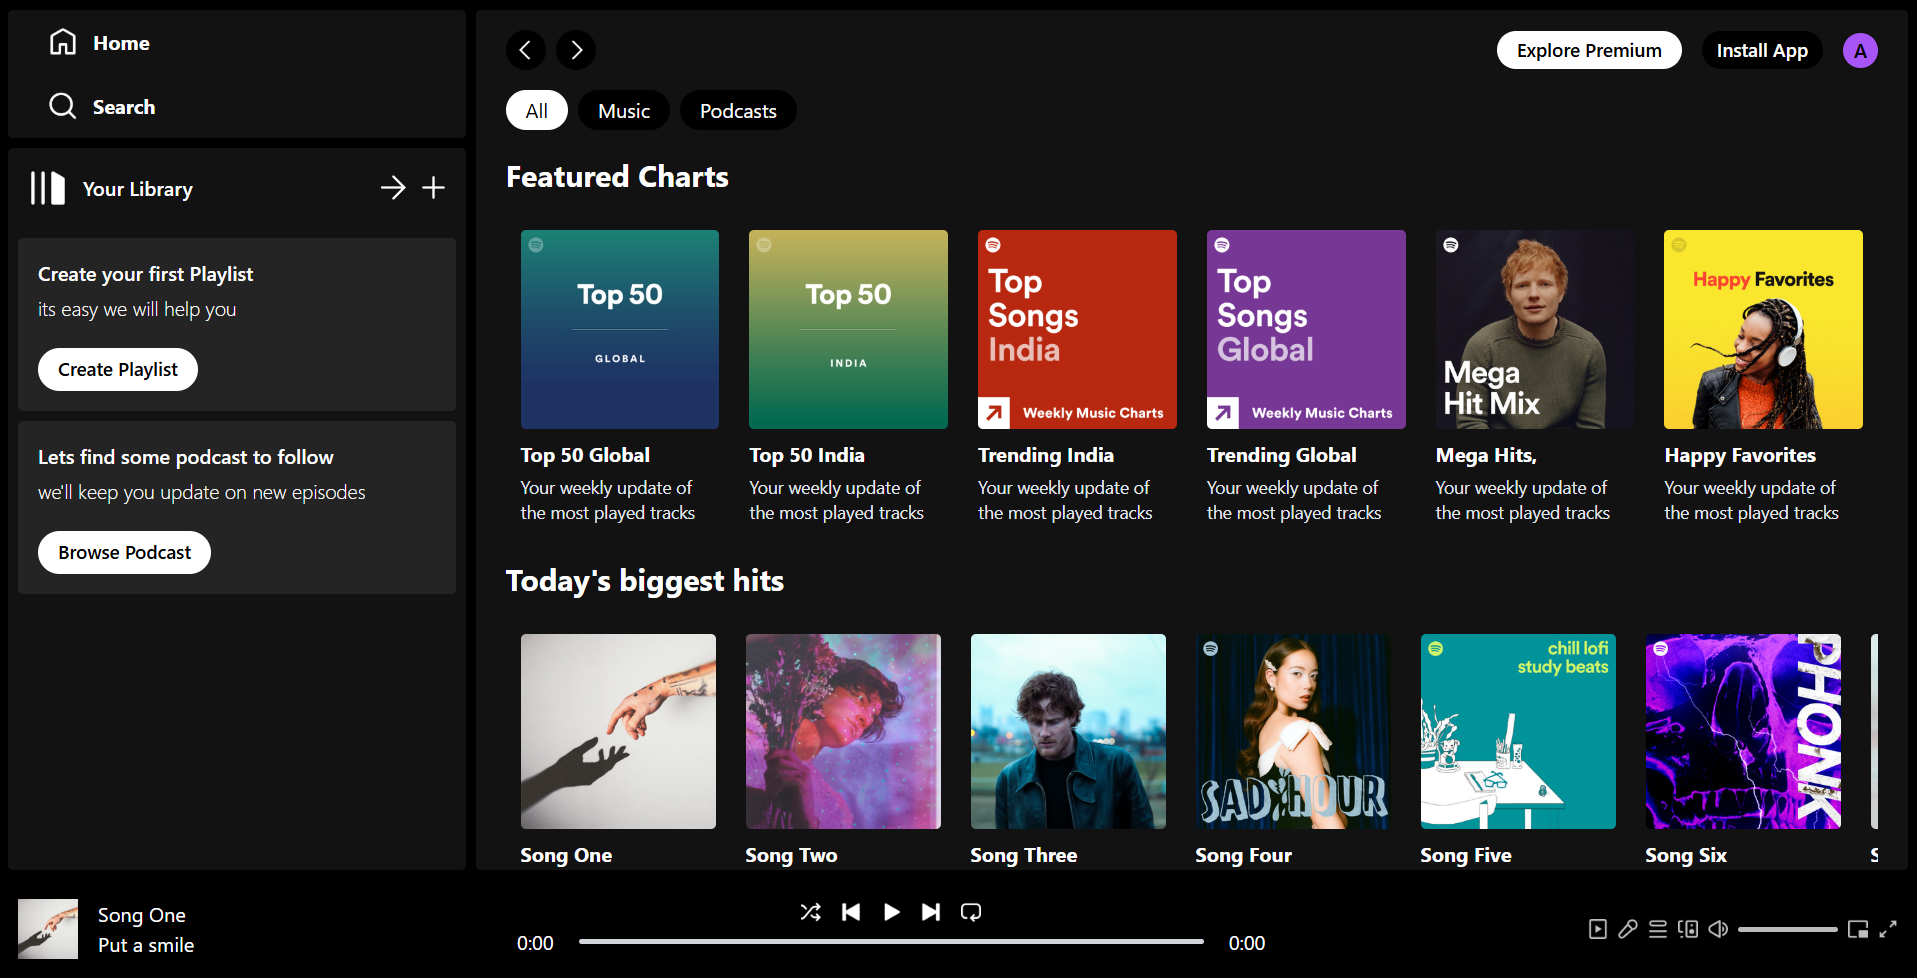 Home
Search
Your Library
Create your first Playlist
its easy we will help you
Create Playlist
Lets find some podcast to follow
we'll keep you update on new episodes
Browse Podcast
Explore Premium
Install App
A
All
Music
Podcasts
Featured Charts
Top 50
GLOBAL
Top 50 Global
Your weekly update of
the most played tracks
Top 50
INDIA
Top 50 India
Your weekly update of
the most played tracks
Top
Songs
India
Weekly Music Charts
Trending India
Your weekly update of
the most played tracks
Top
Songs
Global
Weekly Music Charts
Trending Global
Your weekly update of
the most played tracks
Mega
Hit Mix
Mega Hits,
Your weekly update of
the most played tracks
Happy Favorites
Happy Favorites
Your weekly update of
the most played tracks
Today's biggest hits
Song One
Song Two
Song Three
SAD HOUR
Song Four
chill lofi
study beats
Song Five
PHONK
Song Six
Song One
Put a smile
0:00
0:00